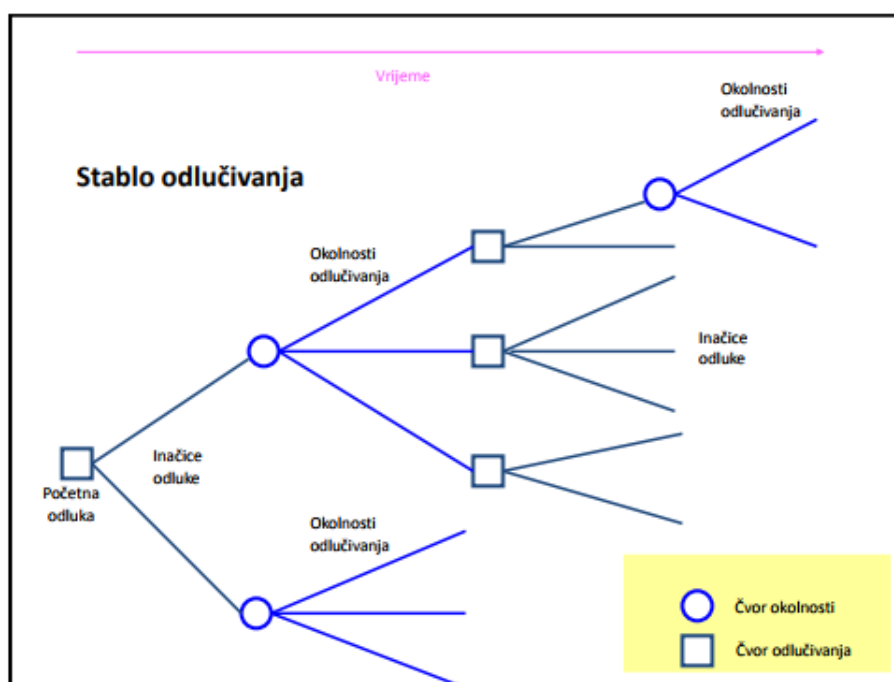 Vrijeme
Okolnosti
odlučivanja
Stablo odlučivanja
Okolnosti
odlučivanja
Inačice
odluke
Inačice
odluke
Početna
odluka
Okolnosti
odlučivanja
Čvor okolnosti
Čvor odlučivanja